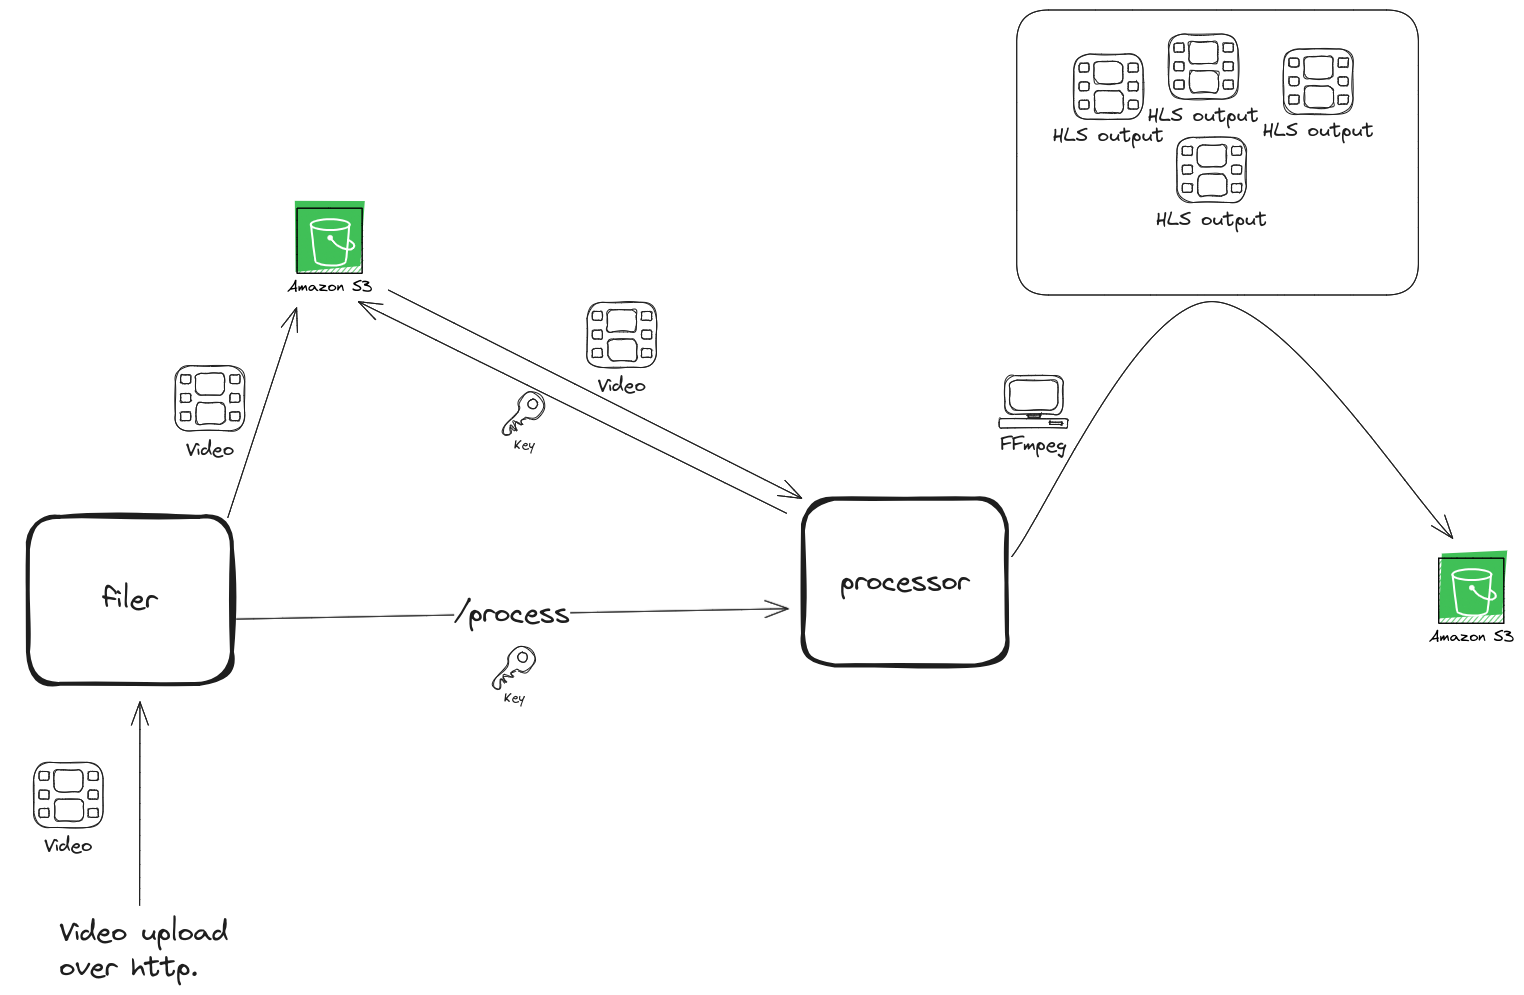 HLS output
HLS output
HLS output
HLS output
Amazon S3
Video
Key
Video
FFmpeg
filer
/process
Key
processor
Amazon S3
Video
Video upload
over http.